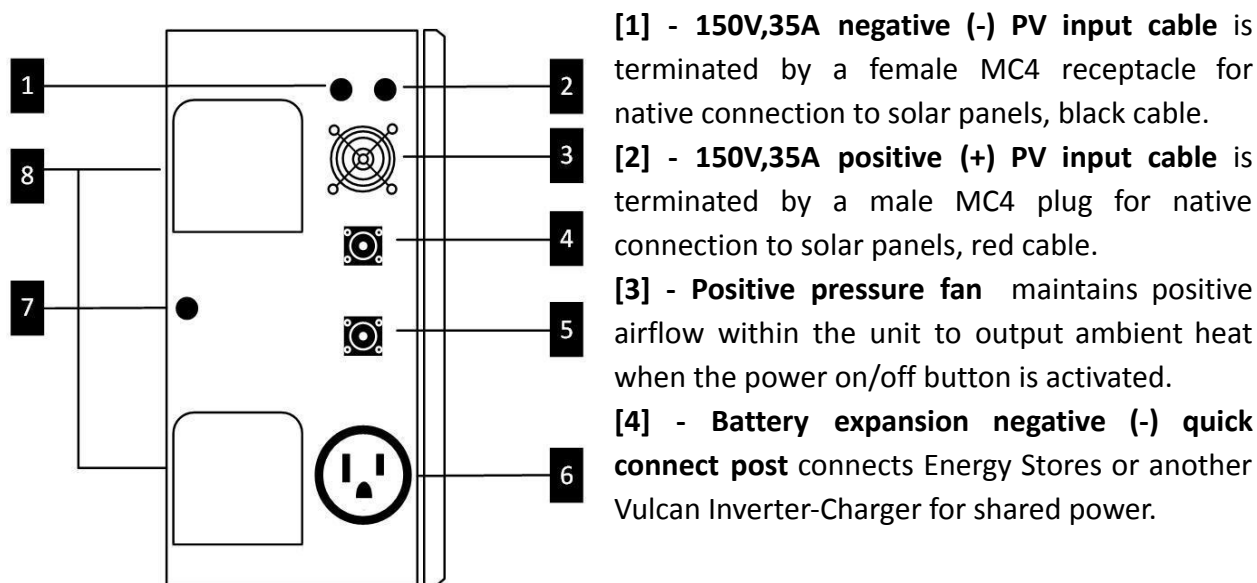 1
2
3
4
5
6
7
8
[1] - 150V,35A negative (-) PV input cable is
terminated by a female MC4 receptacle for
native connection to solar panels, black cable.
[2] - 150V,35A positive (+) PV input cable is
terminated by a male MC4 plug for native
connection to solar panels, red cable.
[3] - Positive pressure fan maintains positive
airflow within the unit to output ambient heat
when the power on/off button is activated.
[4] - Battery expansion negative (-) quick
connect post connects Energy Stores or another
Vulcan Inverter-Charger for shared power.